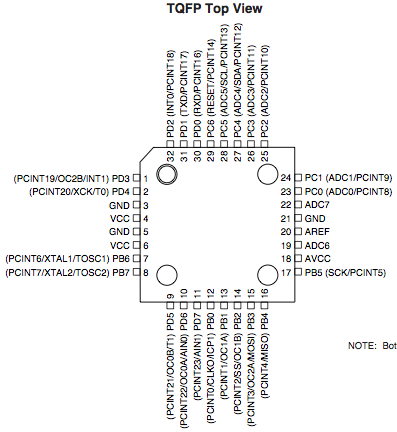 TQFP Top View
32 PD2 (INT0/PCINT18)
31 PD1 (TXD/PCINT17)
30 PD0 (RXD/PCINT16)
29 PC6 (RESET/PCINT14)
28 PC5 (ADC5/SCL/PCINT13)
27 PC4 (ADC4/SDA/PCINT12)
26 PC3 (ADC3/PCINT11)
25 PC2 (ADC2/PCINT10)
(PCINT19/OC2B/INT1) PD3 1
(PCINT20/XCK/T0) PD4 2
GND 3
VCC 4
GND 5
VCC 6
(PCINT6/XTAL1/TOSC1) PB6 7
(PCINT7/XTAL2/TOSC2) PB7 8
24 PC1 (ADC1/PCINT9)
23 PC0 (ADC0/PCINT8)
22 ADC7
21 GND
20 AREF
19 ADC6
18 AVCC
17 PB5 (SCK/PCINT5)
(PCINT21/OC0B/T1) PD5 9
(PCINT22/OC0A/AIN0) PD6 10
(PCINT23/AIN1) PD7 11
(PCINT0/CLKO/ICP1) PB0 12
(PCINT1/OC1A) PB1 13
(PCINT2/SS/OC1B) PB2 14
(PCINT3/OC2A/MOSI) PB3 15
(PCINT4/MISO) PB4 16
NOTE: Bot